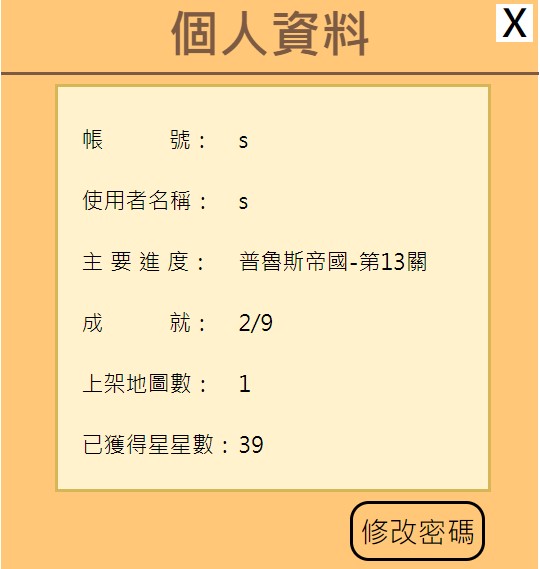 個人資料
X
帳號： s
使用者名稱： s
主要進度： 普魯斯帝國-第13關
成就： 2/9
上架地圖數： 1
已獲得星星數：39
修改密碼